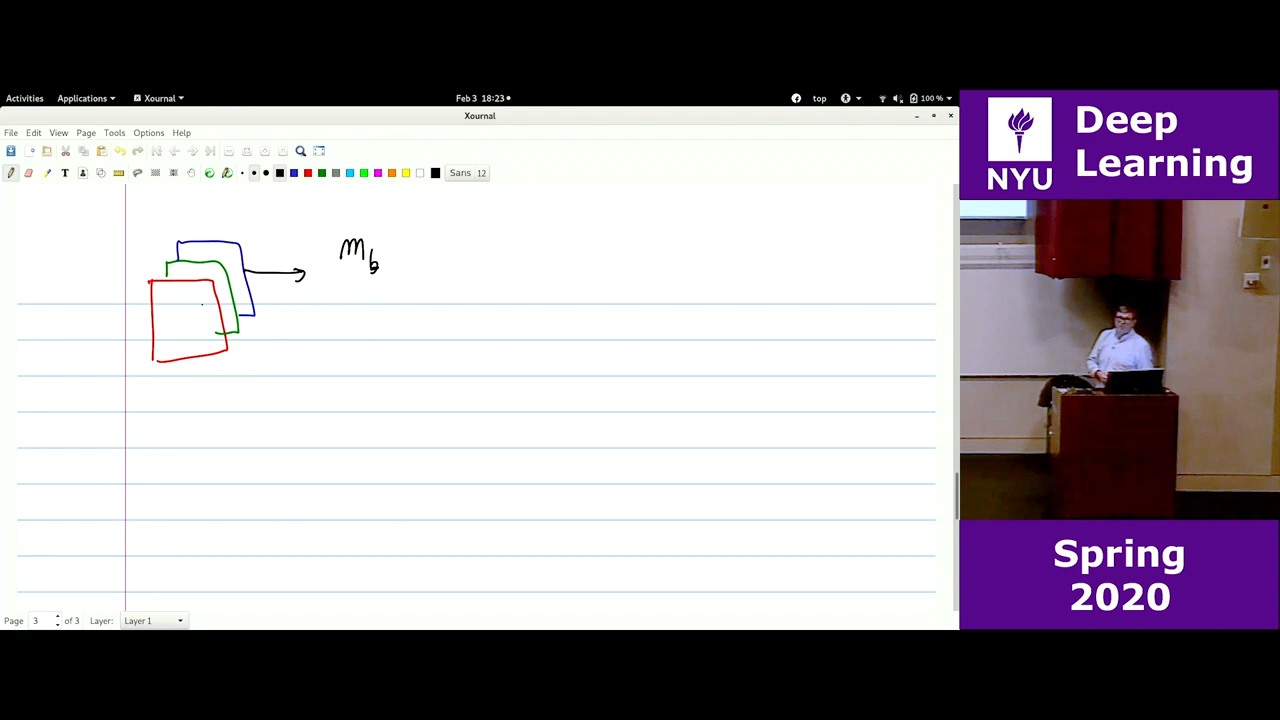 Activities Applications Xournal Feb 3 18:23 top 100 %
Xournal
File Edit View Page Tools Options Help
T Sans 12
m_b
Page 3 of 3 Layer: Layer 1
NYU
Deep
Learning
Spring
2020